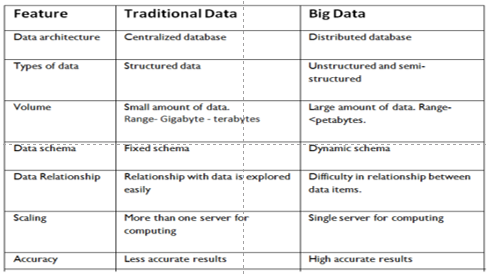 Feature Traditional Data Big Data
Data architecture Centralized database Distributed database
Types of data Structured data Unstructured and semi-
structured
Volume Small amount of data. Large amount of data. Range-
Range- Gigabyte - terabytes <petabytes.
Data schema Fixed schema Dynamic schema
Data Relationship Relationship with data is explored Difficulty in relationship between
easily data items.
Scaling More than one server for Single server for computing
computing
Accuracy Less accurate results High accurate results